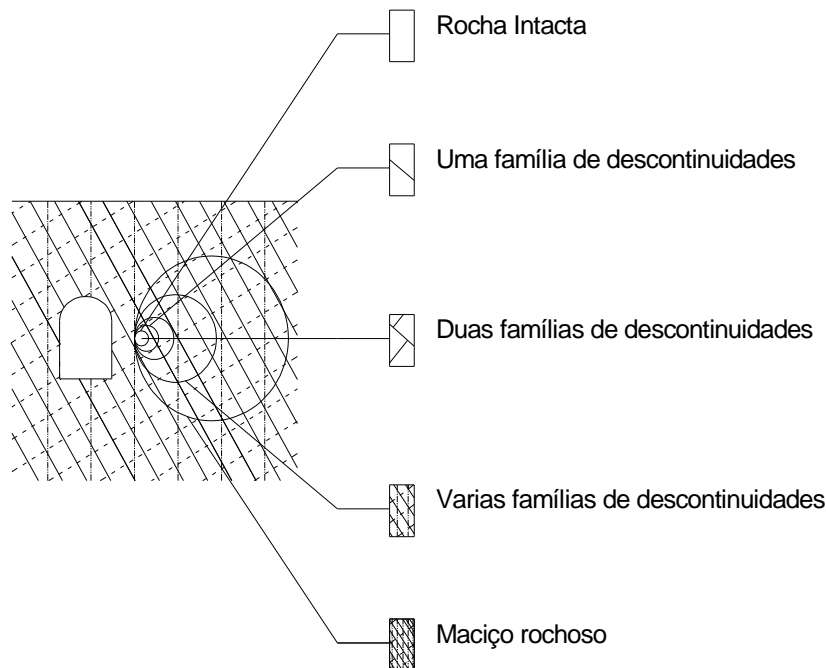 Rocha Intacta
Uma família de descontinuidades
Duas famílias de descontinuidades
Varias famílias de descontinuidades
Maciço rochoso